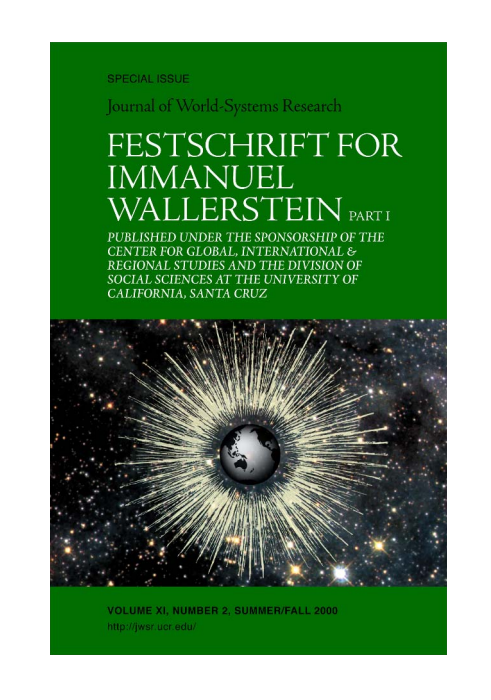 SPECIAL ISSUE
Journal of World-Systems Research
FESTSCHRIFT FOR
IMMANUEL
WALLERSTEIN PART I
PUBLISHED UNDER THE SPONSORSHIP OF THE
CENTER FOR GLOBAL, INTERNATIONAL &
REGIONAL STUDIES AND THE DIVISION OF
SOCIAL SCIENCES AT THE UNIVERSITY OF
CALIFORNIA, SANTA CRUZ
VOLUME XI, NUMBER 2, SUMMER/FALL 2000
http://jwsr.ucr.edu/